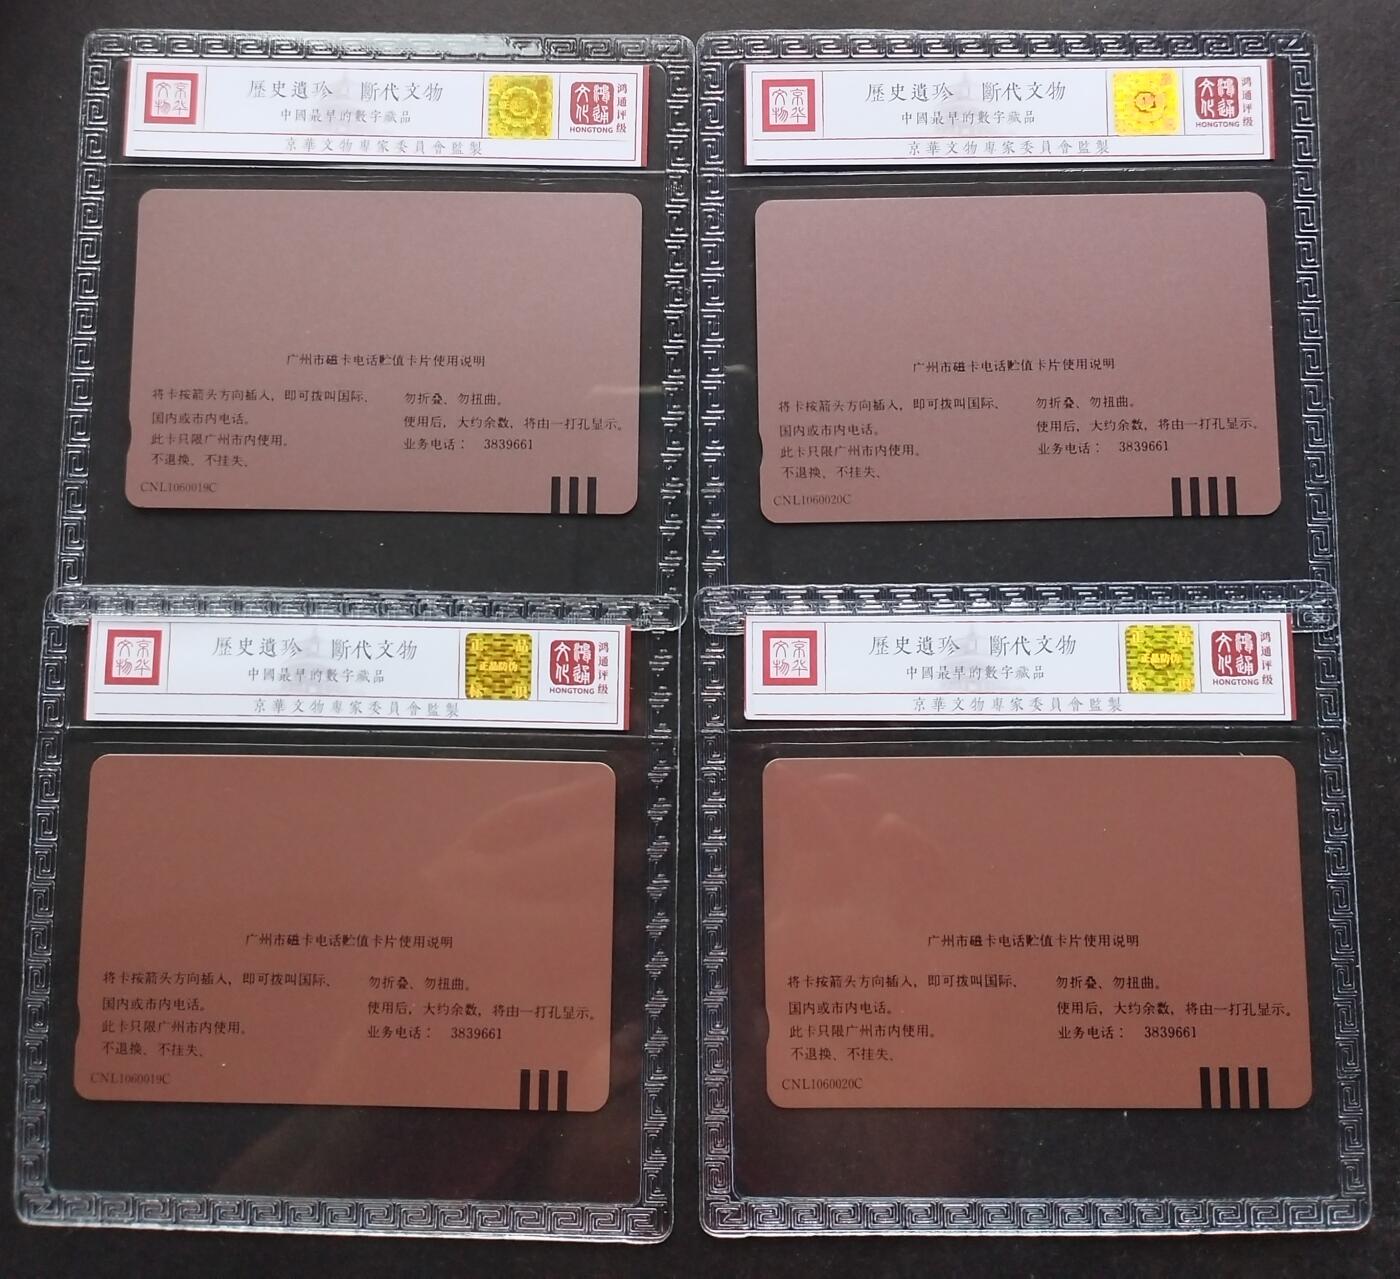 京华文物
歷史遺珍 斷代文物
中國最早的數字藏品
京華文物專家委員會監製
鸿通文化
HONGTONG
鸿通评级
广州市磁卡电话贮值卡片使用说明
将卡按箭头方向插入，即可拨叫国际、
国内或市内电话。
此卡只限广州市内使用。
不退换、不挂失、
勿折叠、勿扭曲。
使用后，大约余数，将由一打孔显示。
业务电话： 3839661
CNL1060019C
京华文物
歷史遺珍 斷代文物
中國最早的數字藏品
京華文物專家委員會監製
鸿通文化
HONGTONG
鸿通评级
广州市磁卡电话贮值卡片使用说明
将卡按箭头方向插入，即可拨叫国际、
国内或市内电话。
此卡只限广州市内使用。
不退换、不挂失、
勿折叠、勿扭曲。
使用后，大约余数，将由一打孔显示。
业务电话： 3839661
CNL1060020C
京华文物
歷史遺珍 斷代文物
中國最早的數字藏品
京華文物專家委員會監製
正品
正品防伪
鸿通文化
HONGTONG
鸿通评级
广州市磁卡电话贮值卡片使用说明
将卡按箭头方向插入，即可拨叫国际、
国内或市内电话。
此卡只限广州市内使用。
不退换、不挂失、
勿折叠、勿扭曲。
使用后，大约余数，将由一打孔显示。
业务电话： 3839661
CNL1060019C
京华文物
歷史遺珍 斷代文物
中國最早的數字藏品
京華文物專家委員會監製
正品
正品防伪
鸿通文化
HONGTONG
鸿通评级
广州市磁卡电话贮值卡片使用说明
将卡按箭头方向插入，即可拨叫国际、
国内或市内电话。
此卡只限广州市内使用。
不退换、不挂失、
勿折叠、勿扭曲。
使用后，大约余数，将由一打孔显示。
业务电话： 3839661
CNL1060020C